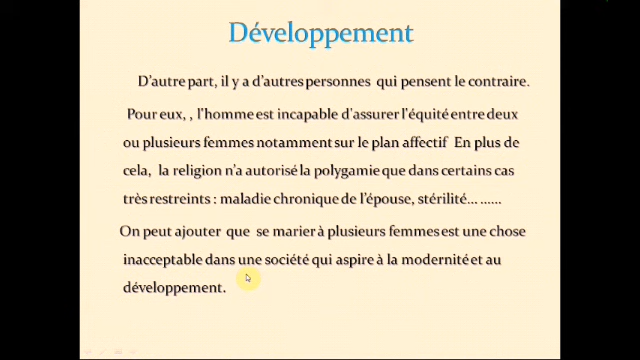 Développement
D'autre part, il y a d'autres personnes qui pensent le contraire.
Pour eux, , l'homme est incapable d'assurer l'équité entre deux
ou plusieurs femmes notamment sur le plan affectif En plus de
cela, la religion n'a autorisé la polygamie que dans certains cas
très restreints : maladie chronique de l'épouse, stérilité... ......
On peut ajouter que se marier à plusieurs femmes est une chose
inacceptable dans une société qui aspire à la modernité et au
développement.